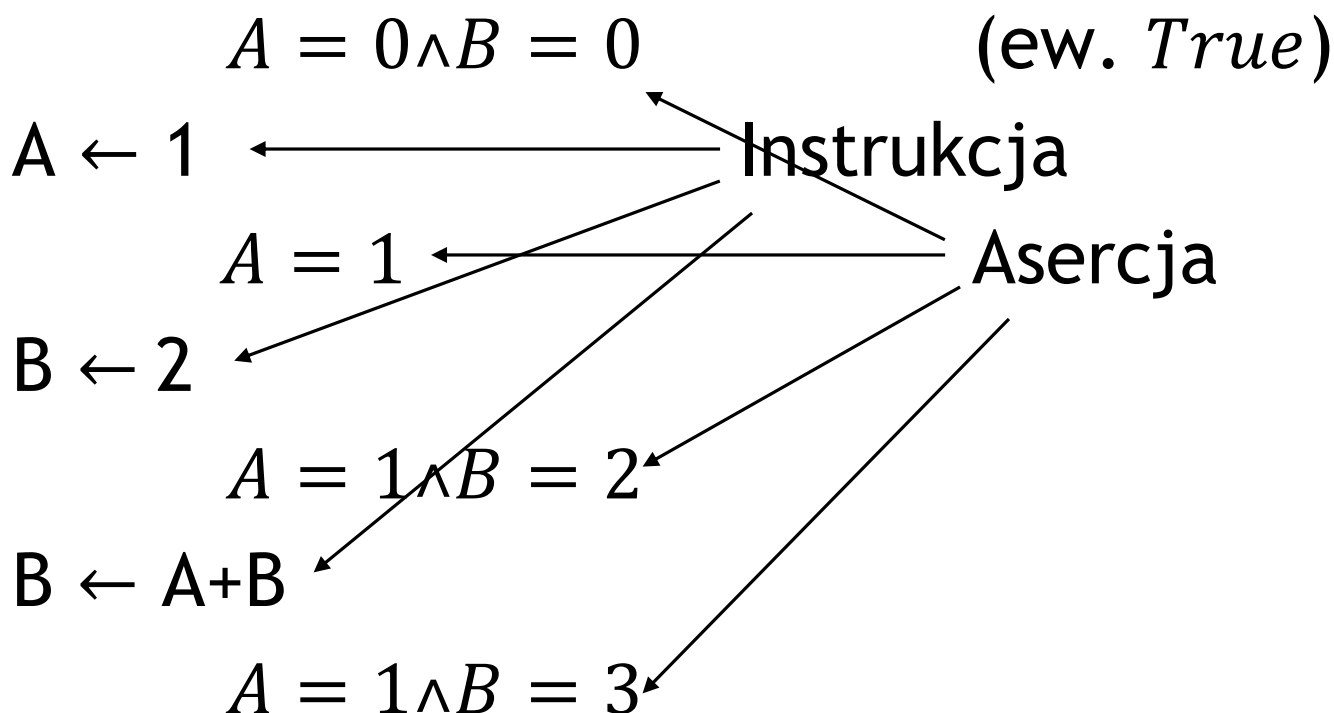 A = 0∧B = 0 (ew. True)
A ← 1 Instrukcja
A = 1 Asercja
B ← 2
A = 1∧B = 2
B ← A+B
A = 1∧B = 3